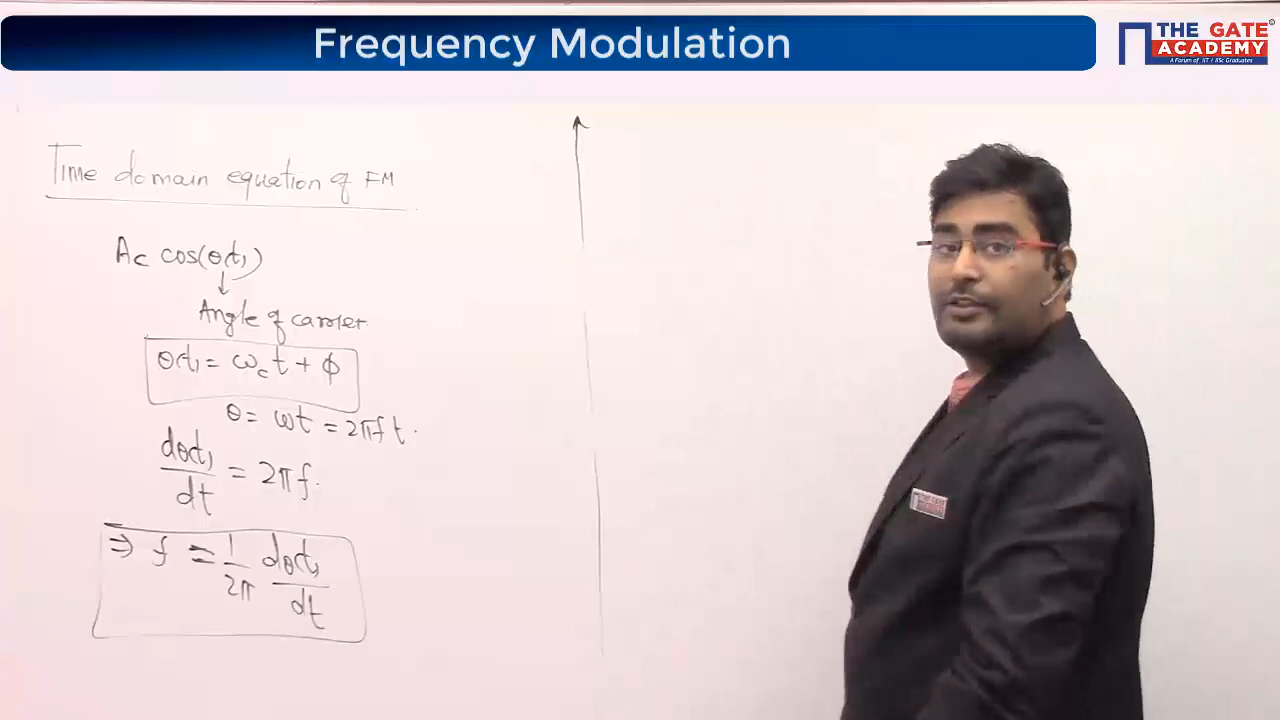 Frequency Modulation
THE GATE
ACADEMY
A Forum of IIT / IISc Graduates
Time domain equation of FM
Ac cos(θ(t))
↓
Angle of carrier
θ(t) = ωc t + φ
θ = ωt = 2πf t.
dθ(t)/dt = 2πf.
⇒ f = 1/2π dθ(t)/dt